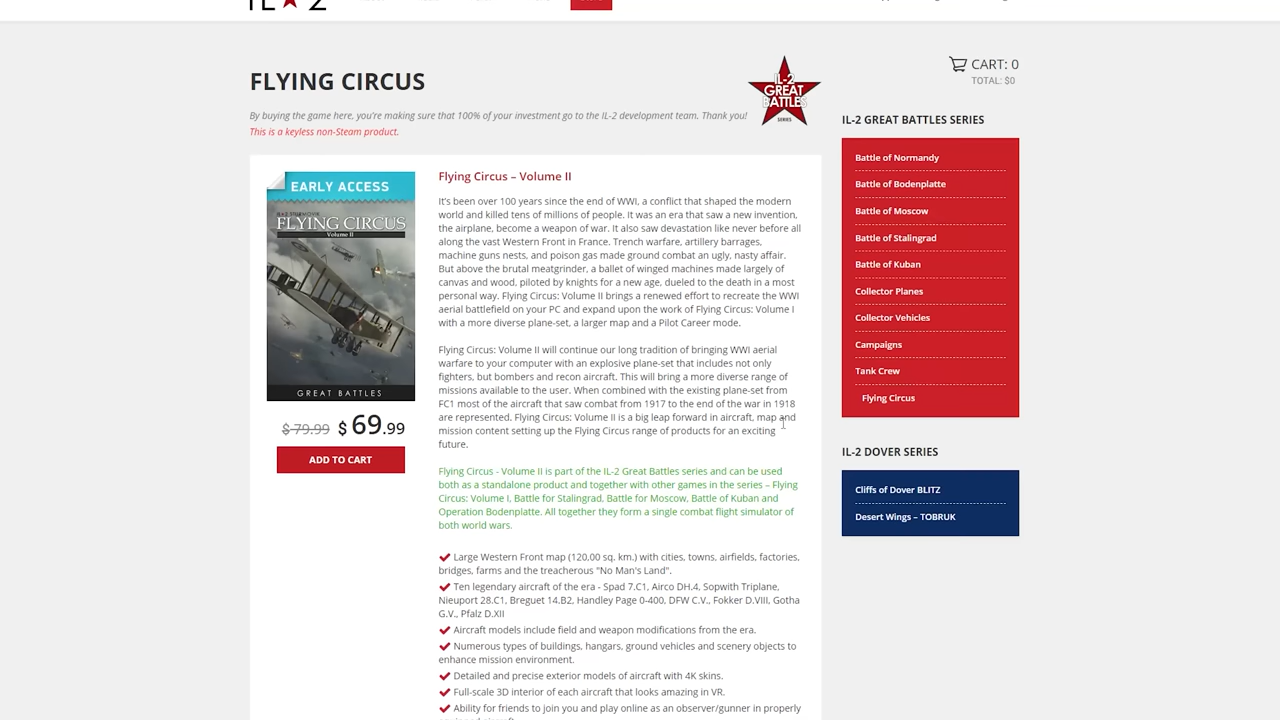 IL★2
FLYING CIRCUS
By buying the game here, you're making sure that 100% of your investment go to the IL-2 development team. Thank you!
This is a keyless non-Steam product.
IL-2
GREAT
BATTLES
SERIES
CART: 0
TOTAL: $0
EARLY ACCESS
FLYING CIRCUS
Volume II
GREAT BATTLES
$ 79.99 $ 69.99
ADD TO CART
Flying Circus – Volume II
It's been over 100 years since the end of WWI, a conflict that shaped the modern
world and killed tens of millions of people. It was an era that saw a new invention,
the airplane, become a weapon of war. It also saw devastation like never before all
along the vast Western Front in France. Trench warfare, artillery barrages,
machine guns nests, and poison gas made ground combat an ugly, nasty affair.
But above the brutal meatgrinder, a ballet of winged machines made largely of
canvas and wood, piloted by knights for a new age, dueled to the death in a most
personal way. Flying Circus: Volume II brings a renewed effort to recreate the WWI
aerial battlefield on your PC and expand upon the work of Flying Circus: Volume I
with a more diverse plane-set, a larger map and a Pilot Career mode.
Flying Circus: Volume II will continue our long tradition of bringing WWI aerial
warfare to your computer with an explosive plane-set that includes not only
fighters, but bombers and recon aircraft. This will bring a more diverse range of
missions available to the user. When combined with the existing plane-set from
FC1 most of the aircraft that saw combat from 1917 to the end of the war in 1918
are represented. Flying Circus: Volume II is a big leap forward in aircraft, map and
mission content setting up the Flying Circus range of products for an exciting
future.
Flying Circus - Volume II is part of the IL-2 Great Battles series and can be used
both as a standalone product and together with other games in the series – Flying
Circus: Volume I, Battle for Stalingrad, Battle for Moscow, Battle of Kuban and
Operation Bodenplatte. All together they form a single combat flight simulator of
both world wars.
Large Western Front map (120,00 sq. km.) with cities, towns, airfields, factories,
bridges, farms and the treacherous "No Man's Land".
Ten legendary aircraft of the era - Spad 7.C1, Airco DH.4, Sopwith Triplane,
Nieuport 28.C1, Breguet 14.B2, Handley Page 0-400, DFW C.V., Fokker D.VIII, Gotha
G.V., Pfalz D.XII
Aircraft models include field and weapon modifications from the era.
Numerous types of buildings, hangars, ground vehicles and scenery objects to
enhance mission environment.
Detailed and precise exterior models of aircraft with 4K skins.
Full-scale 3D interior of each aircraft that looks amazing in VR.
Ability for friends to join you and play online as an observer/gunner in properly
IL-2 GREAT BATTLES SERIES
Battle of Normandy
Battle of Bodenplatte
Battle of Moscow
Battle of Stalingrad
Battle of Kuban
Collector Planes
Collector Vehicles
Campaigns
Tank Crew
Flying Circus
IL-2 DOVER SERIES
Cliffs of Dover BLITZ
Desert Wings – TOBRUK